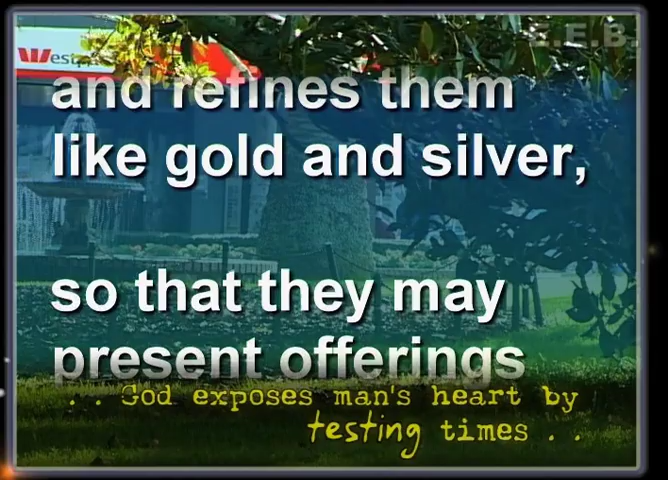 E.E.B.
West
and refines them
like gold and silver,
so that they may
present offerings
. . God exposes man's heart by
testing times . .